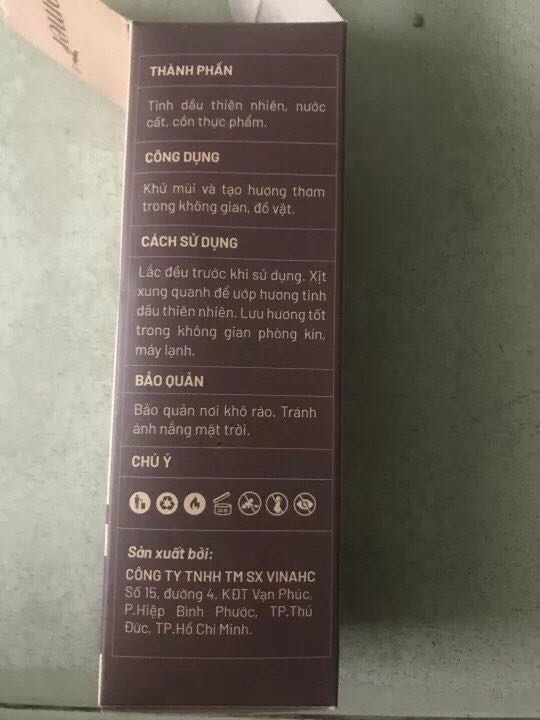 THÀNH PHẦN
Tinh dầu thiên nhiên, nước
cất, cồn thực phẩm.
CÔNG DỤNG
Khử mùi và tạo hương thơm
trong không gian, đồ vật.
CÁCH SỬ DỤNG
Lắc đều trước khi sử dụng. Xịt
xung quanh để ướp hương tinh
dầu thiên nhiên. Lưu hương tốt
trong không gian phòng kín,
máy lạnh.
BẢO QUẢN
Bảo quản nơi khô ráo. Tránh
ánh nắng mặt trời.
CHÚ Ý
Sản xuất bởi:
CÔNG TY TNHH TM SX VINAHC
Số 15, đường 4, KĐT Vạn Phúc,
P.Hiệp Bình Phước, TP.Thủ
Đức, TP.Hồ Chí Minh.